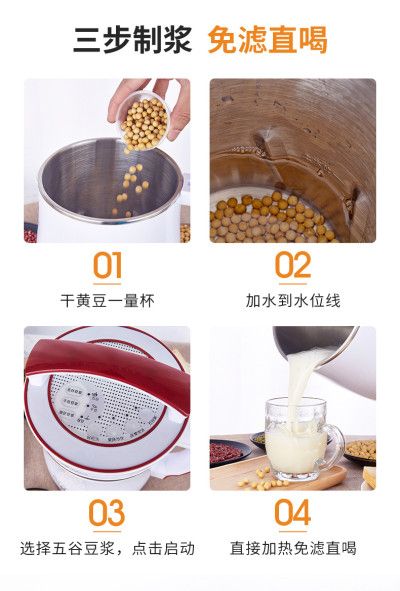 三步制浆 免滤直喝
01
干黄豆一量杯
02
加水到水位线
03
选择五谷豆浆，点击启动
04
直接加热免滤直喝